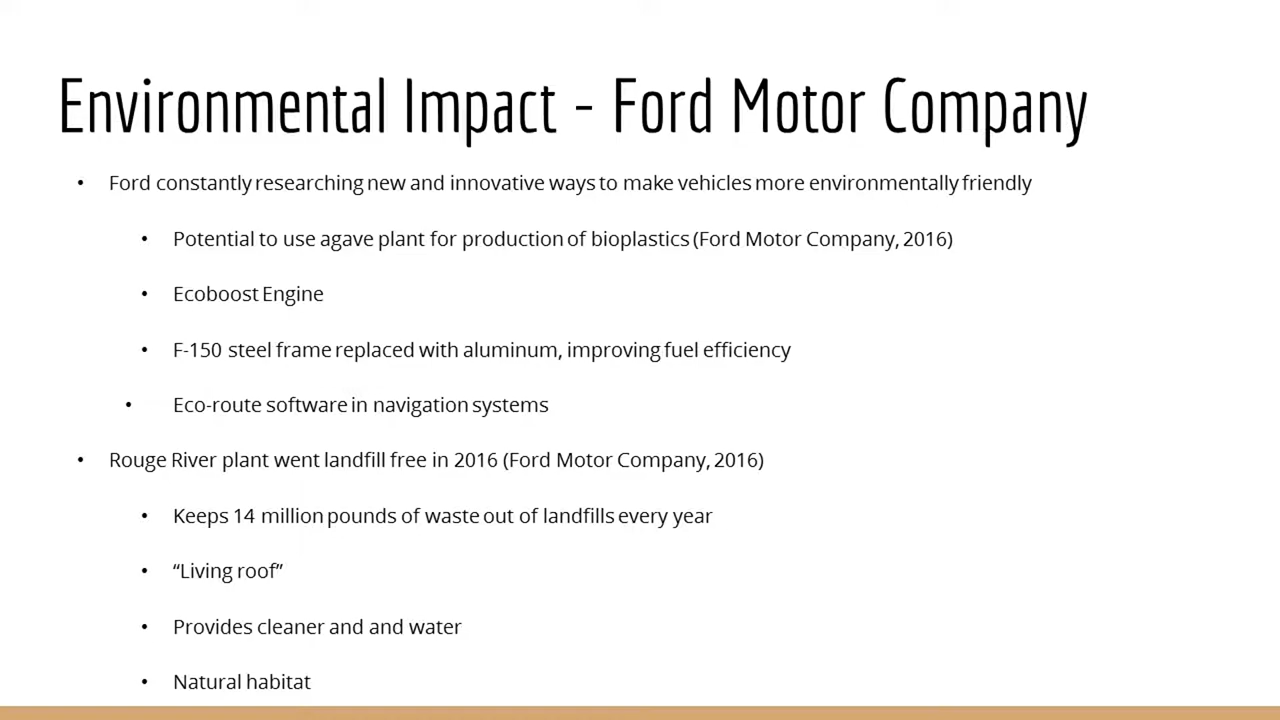 Environmental Impact - Ford Motor Company
• Ford constantly researching new and innovative ways to make vehicles more environmentally friendly
• Potential to use agave plant for production of bioplastics (Ford Motor Company, 2016)
• Ecoboost Engine
• F-150 steel frame replaced with aluminum, improving fuel efficiency
• Eco-route software in navigation systems
• Rouge River plant went landfill free in 2016 (Ford Motor Company, 2016)
• Keeps 14 million pounds of waste out of landfills every year
• “Living roof”
• Provides cleaner and and water
• Natural habitat